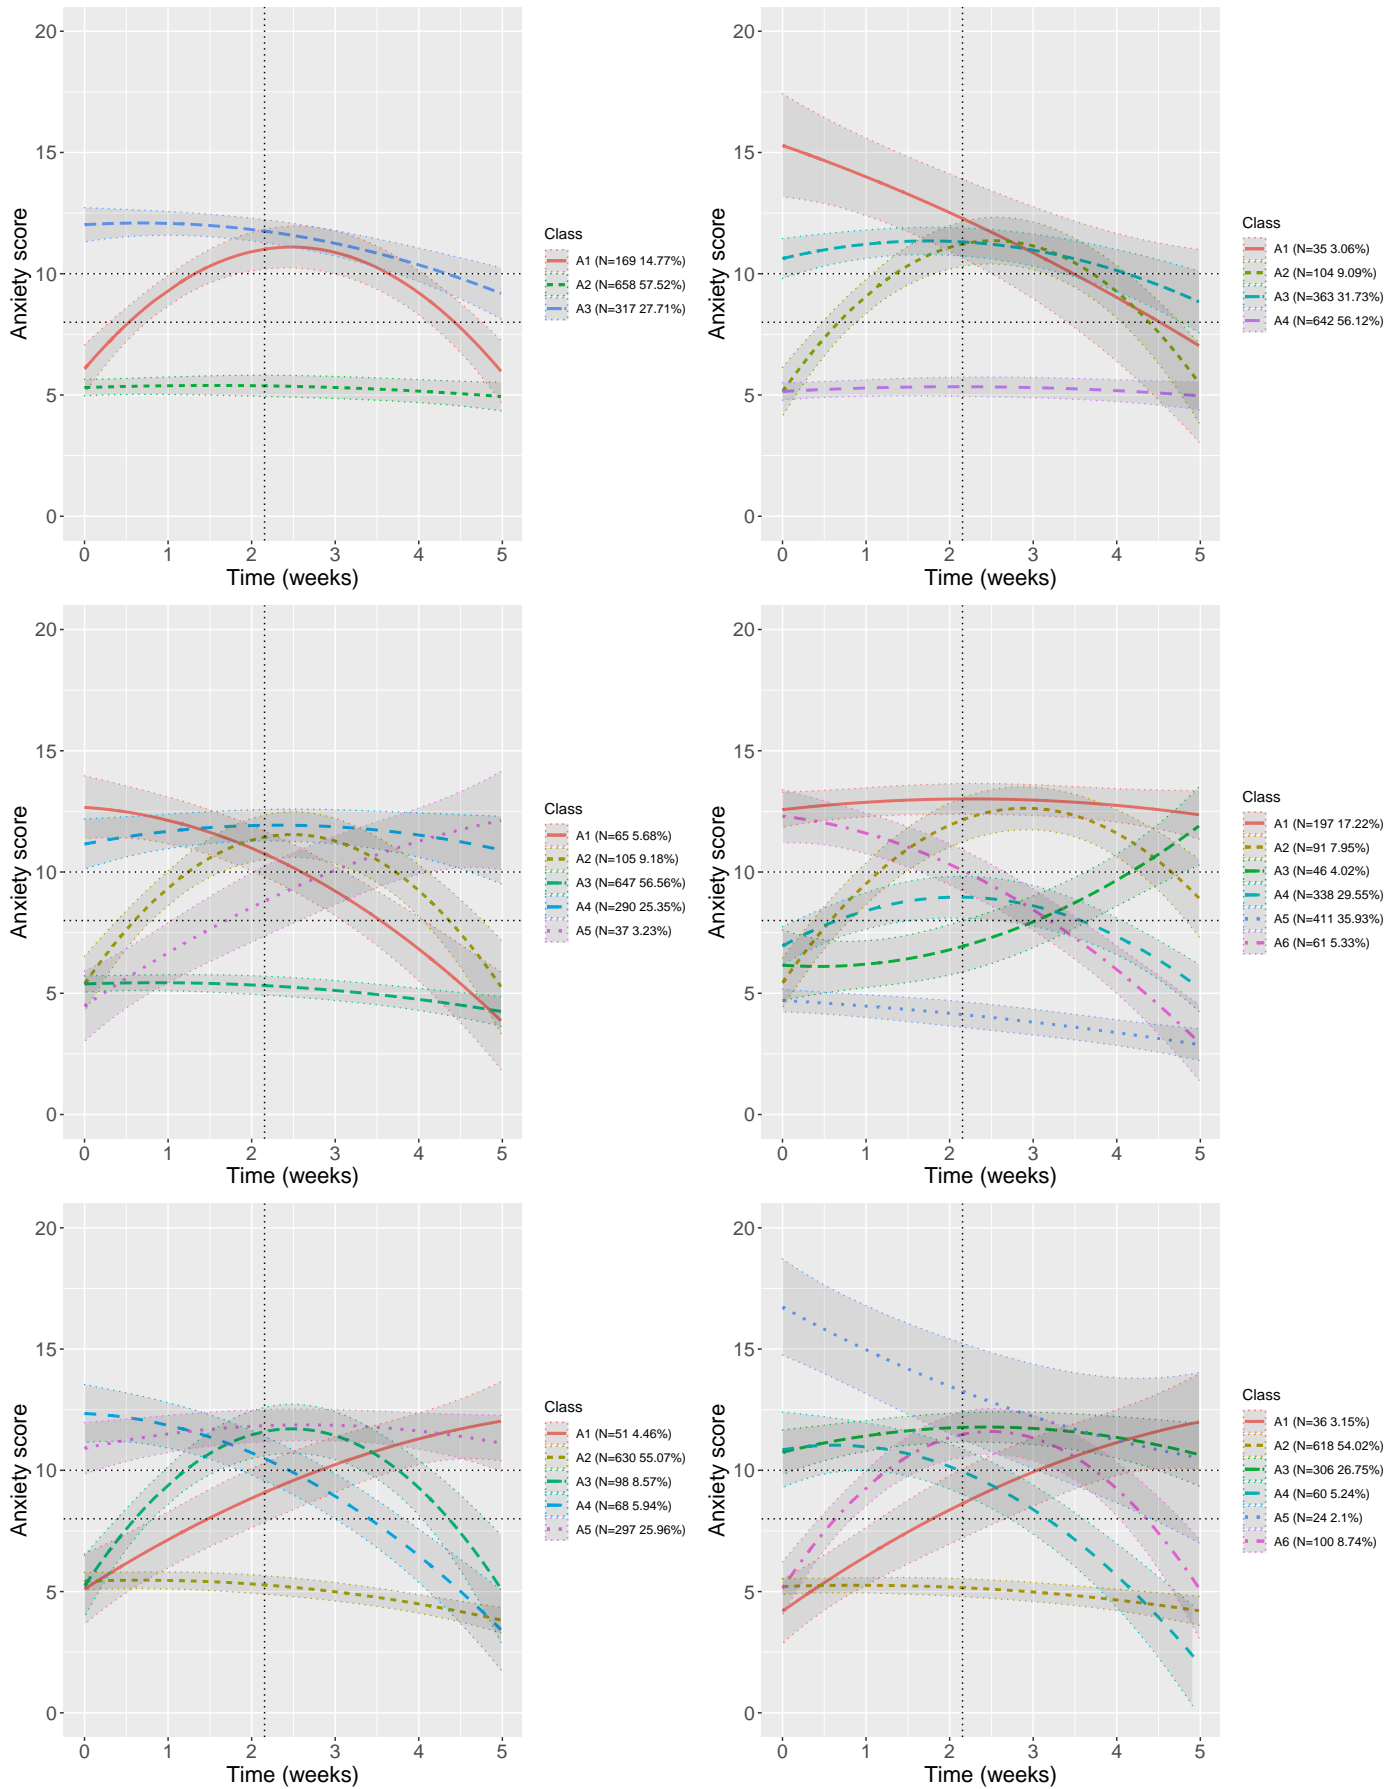 20
15
10
5
0
Anxiety score
0 1 2 3 4 5
Time (weeks)
Class
A1 (N=169 14.77%)
A2 (N=658 57.52%)
A3 (N=317 27.71%)
20
15
10
5
0
Anxiety score
0 1 2 3 4 5
Time (weeks)
Class
A1 (N=35 3.06%)
A2 (N=104 9.09%)
A3 (N=363 31.73%)
A4 (N=642 56.12%)
20
15
10
5
0
Anxiety score
0 1 2 3 4 5
Time (weeks)
Class
A1 (N=65 5.68%)
A2 (N=105 9.18%)
A3 (N=647 56.56%)
A4 (N=290 25.35%)
A5 (N=37 3.23%)
20
15
10
5
0
Anxiety score
0 1 2 3 4 5
Time (weeks)
Class
A1 (N=197 17.22%)
A2 (N=91 7.95%)
A3 (N=46 4.02%)
A4 (N=338 29.55%)
A5 (N=411 35.93%)
A6 (N=61 5.33%)
20
15
10
5
0
Anxiety score
0 1 2 3 4 5
Time (weeks)
Class
A1 (N=51 4.46%)
A2 (N=630 55.07%)
A3 (N=98 8.57%)
A4 (N=68 5.94%)
A5 (N=297 25.96%)
20
15
10
5
0
Anxiety score
0 1 2 3 4 5
Time (weeks)
Class
A1 (N=36 3.15%)
A2 (N=618 54.02%)
A3 (N=306 26.75%)
A4 (N=60 5.24%)
A5 (N=24 2.1%)
A6 (N=100 8.74%)